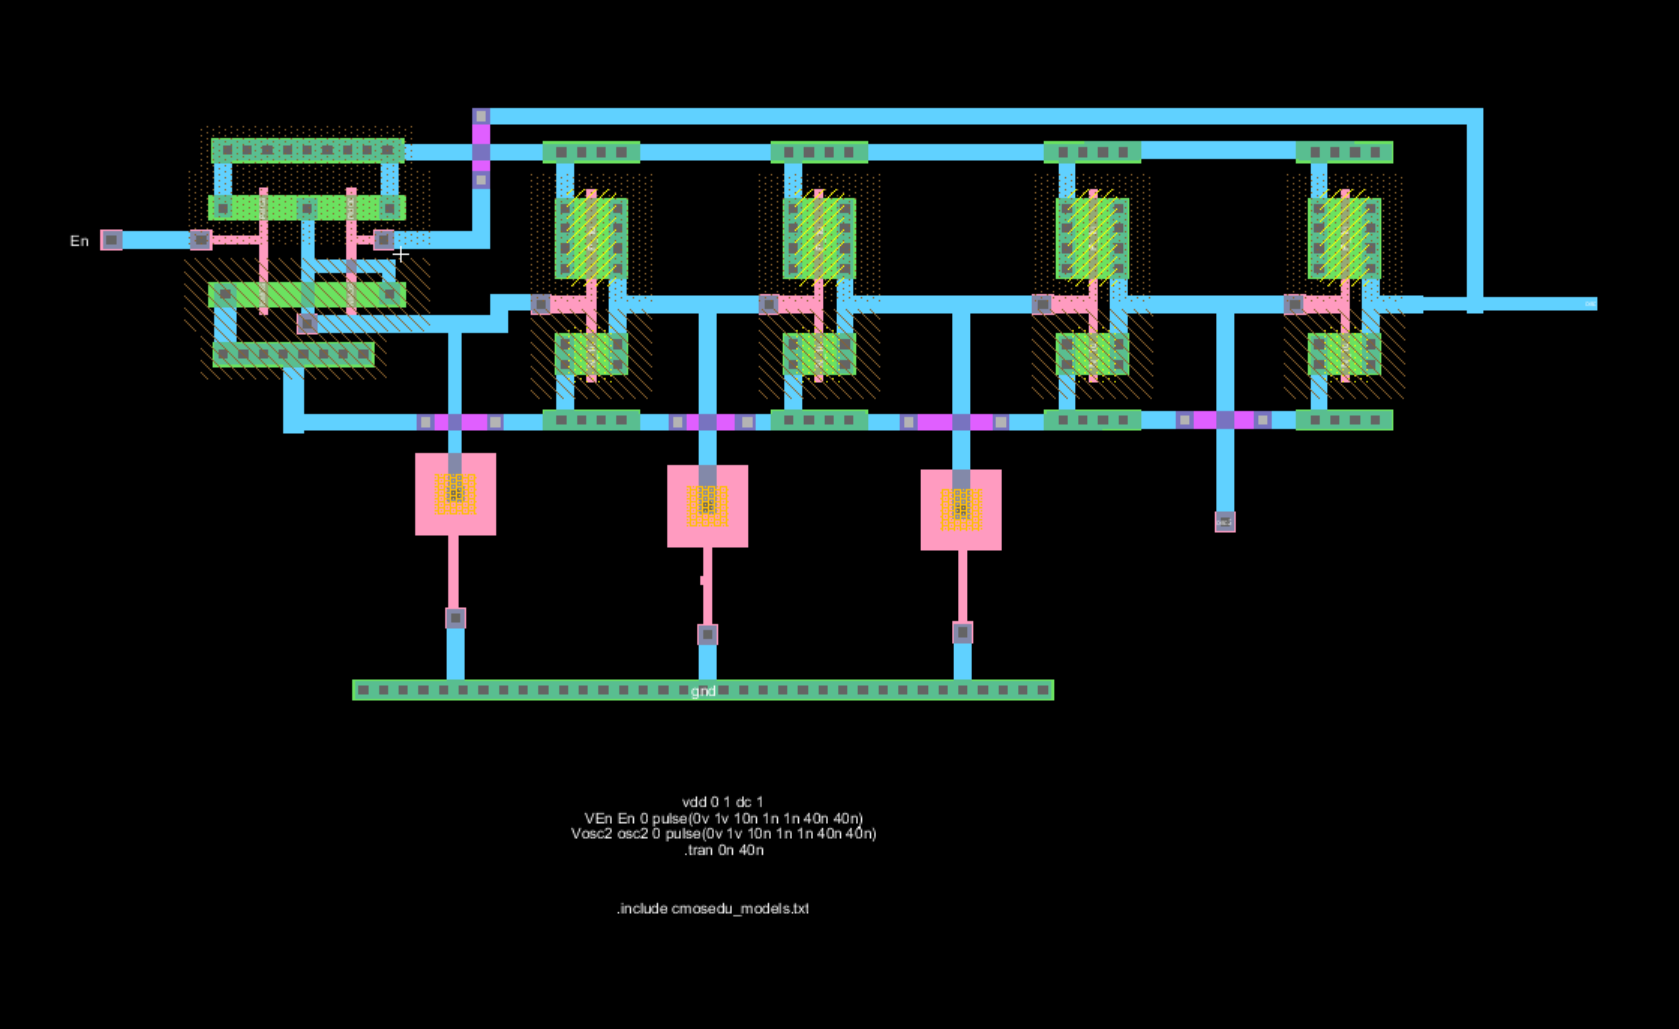 En
gnd
vdd 0 1 dc 1
VEn En 0 pulse(0v 1v 10n 1n 1n 40n 40n)
Vosc2 osc2 0 pulse(0v 1v 10n 1n 1n 40n 40n)
.tran 0n 40n
.include cmosedu_models.txt